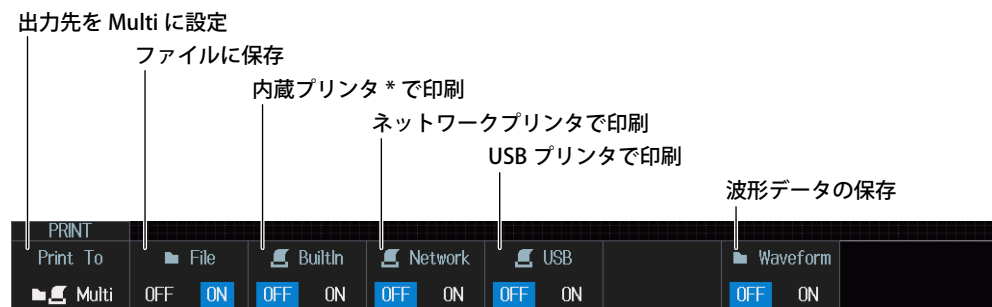 出力先を Multi に設定
ファイルに保存
内蔵プリンタ * で印刷
ネットワークプリンタで印刷
USB プリンタで印刷
波形データの保存
PRINT
Print To File BuiltIn Network USB Waveform
Multi OFF ON OFF ON OFF ON OFF ON OFF ON